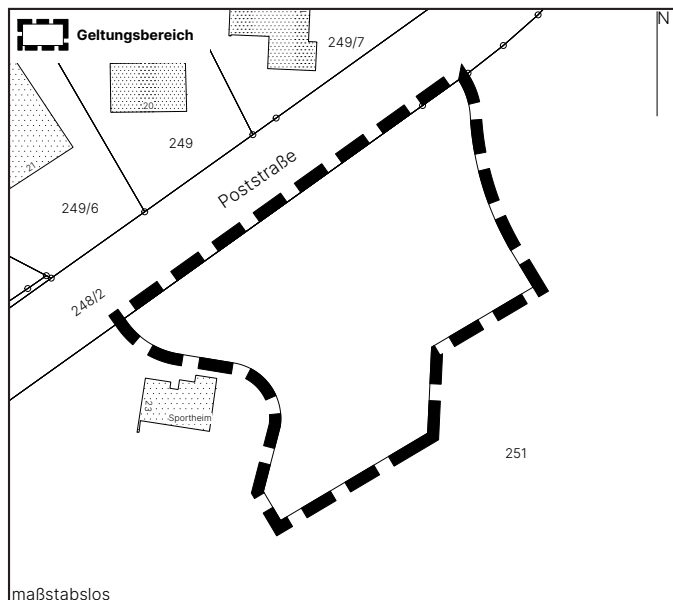 N
Geltungsbereich
249/7
20
249
21
Poststraße
249/6
248/2
23
Sportheim
251
maßstabslos